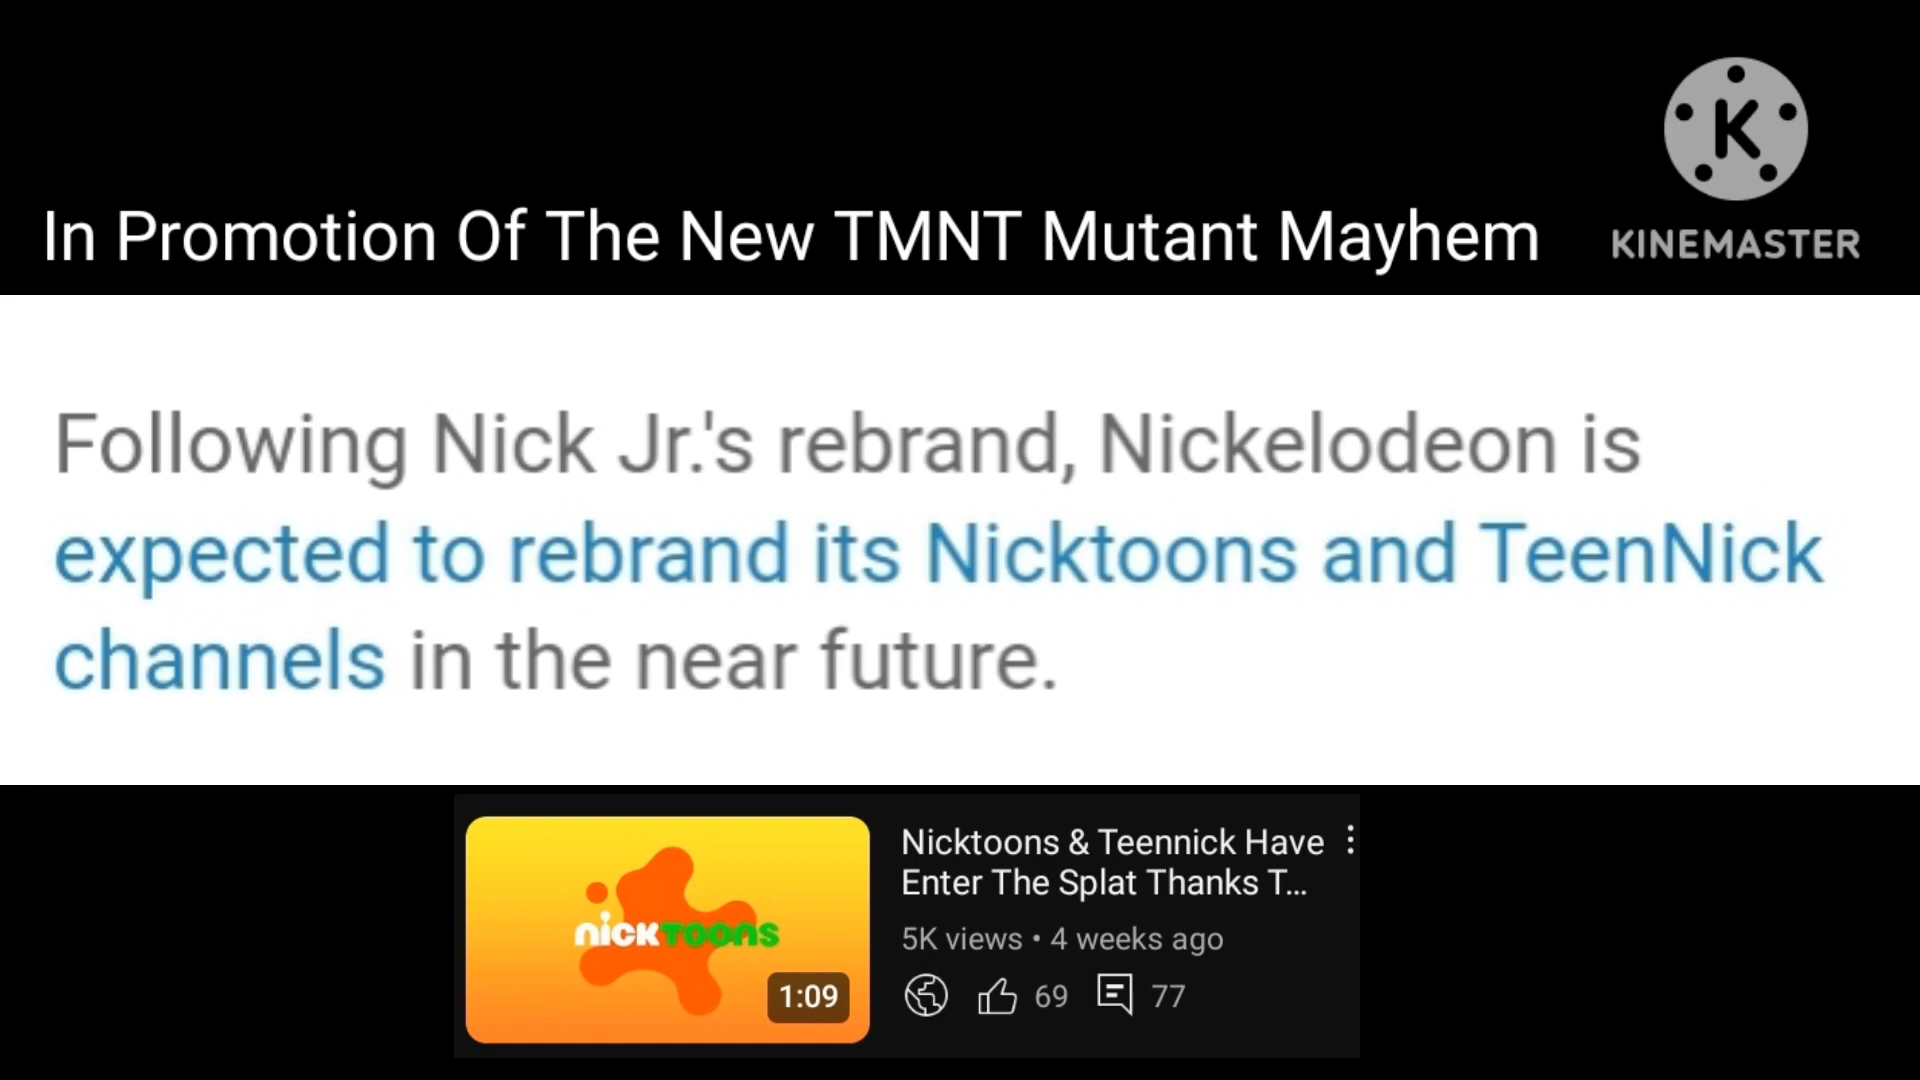 K
KINEMASTER
In Promotion Of The New TMNT Mutant Mayhem
Following Nick Jr.'s rebrand, Nickelodeon is
expected to rebrand its Nicktoons and TeenNick
channels in the near future.
nickTOONS
1:09
Nicktoons & Teennick Have
Enter The Splat Thanks T...
5K views • 4 weeks ago
69 77